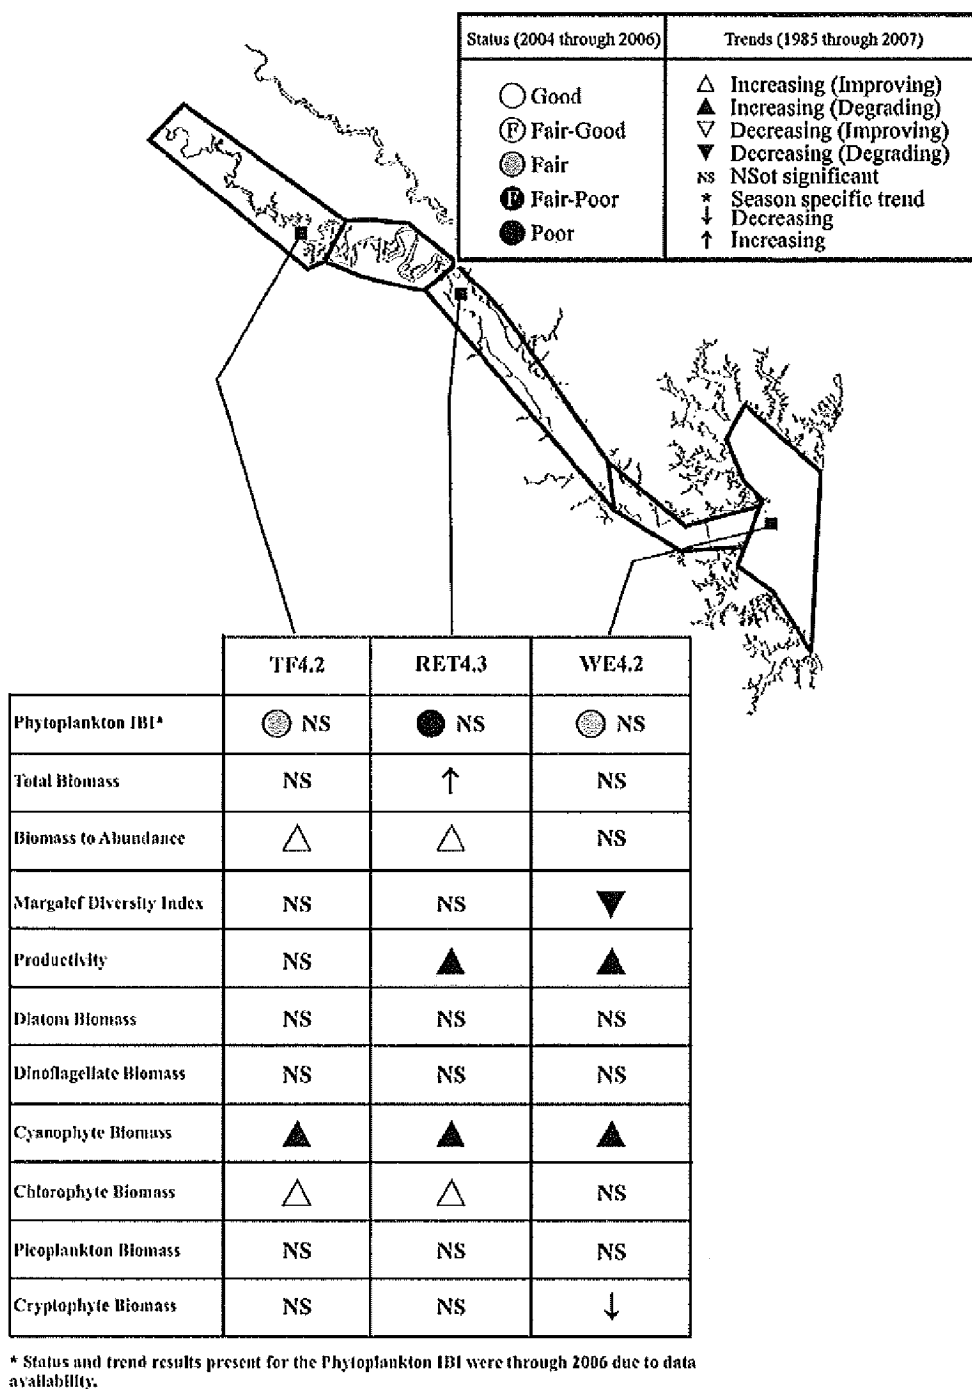 Status (2004 through 2006) Trends (1985 through 2007)
Good
F Fair-Good
Fair
F Fair-Poor
Poor
Increasing (Improving)
Increasing (Degrading)
Decreasing (Improving)
Decreasing (Degrading)
NS NSot significant
* Season specific trend
↓ Decreasing
↑ Increasing
TF4.2 RET4.3 WE4.2
Phytoplankton IBI* NS NS NS
Total Biomass NS ↑ NS
Biomass to Abundance NS
Margalef Diversity Index NS NS
Productivity NS
Diatom Biomass NS NS NS
Dinoflagellate Biomass NS NS NS
Cyanophyte Biomass
Chlorophyte Biomass NS
Picoplankton Biomass NS NS NS
Cryptophyte Biomass NS NS ↓
* Status and trend results present for the Phytoplankton IBI were through 2006 due to data
availability.